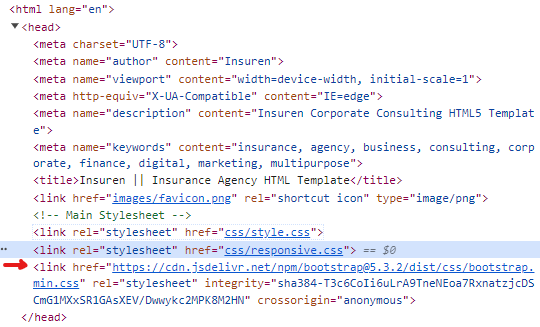 <html lang="en">
<head>
<meta charset="UTF-8">
<meta name="author" content="Insuren">
<meta name="viewport" content="width=device-width, initial-scale=1">
<meta http-equiv="X-UA-Compatible" content="IE=edge">
<meta name="description" content="Insuren Corporate Consulting HTML5 Templat
e">
<meta name="keywords" content="insurance, agency, business, consulting, corp
orate, finance, digital, marketing, multipurpose">
<title>Insuren || Insurance Agency HTML Template</title>
<link href="images/favicon.png" rel="shortcut icon" type="image/png">
<!-- Main Stylesheet -->
<link rel="stylesheet" href="css/style.css">
<link rel="stylesheet" href="css/responsive.css"> == $0
<link href="https://cdn.jsdelivr.net/npm/bootstrap@5.3.2/dist/css/bootstrap.
min.css" rel="stylesheet" integrity="sha384-T3c6CoIi6uLrA9TneNEoa7RxnatzjcDS
CmG1MXxSR1GAsXEV/Dwwykc2MPK8M2HN" crossorigin="anonymous">
</head>